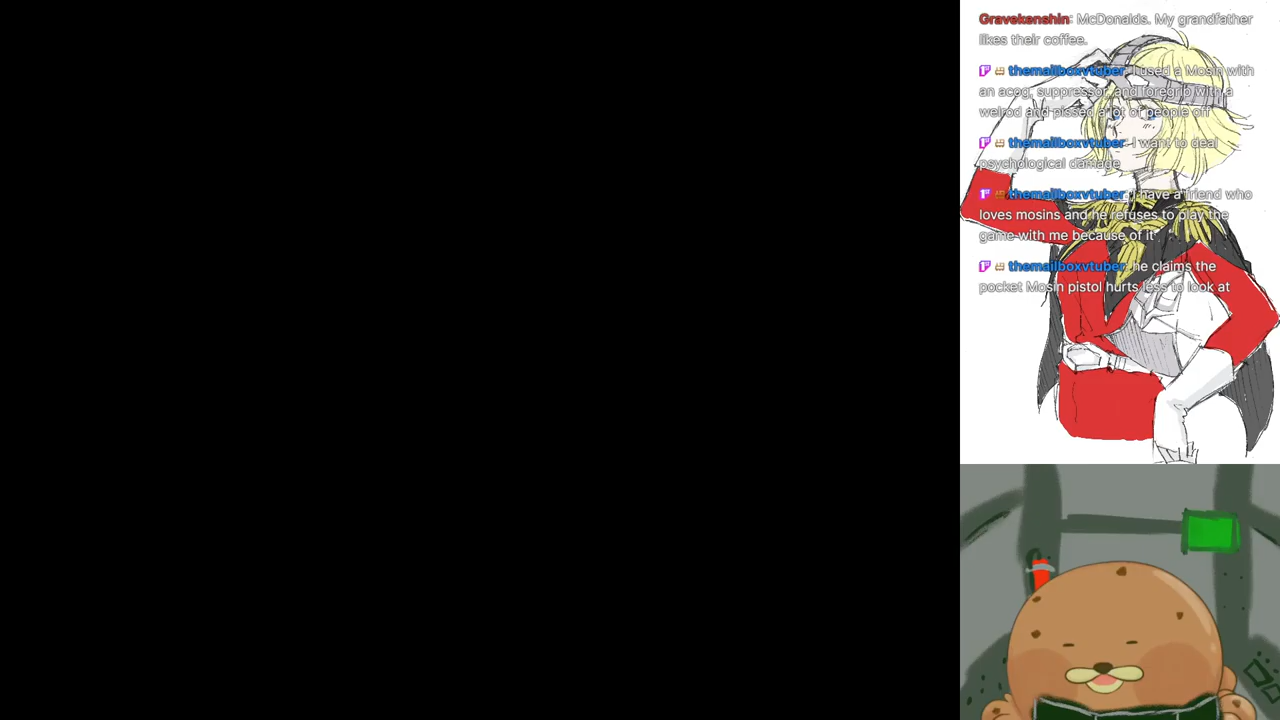 Gravekenshin: McDonalds. My grandfather
likes their coffee.
themailboxvtuber: I used a Mosin with
an acog, suppressor, and foregrip with a
welrod and pissed a lot of people off
themailboxvtuber: I want to deal
psychological damage
themailboxvtuber: I have a friend who
loves mosins and he refuses to play the
game with me because of it
themailboxvtuber: he claims the
pocket Mosin pistol hurts less to look at